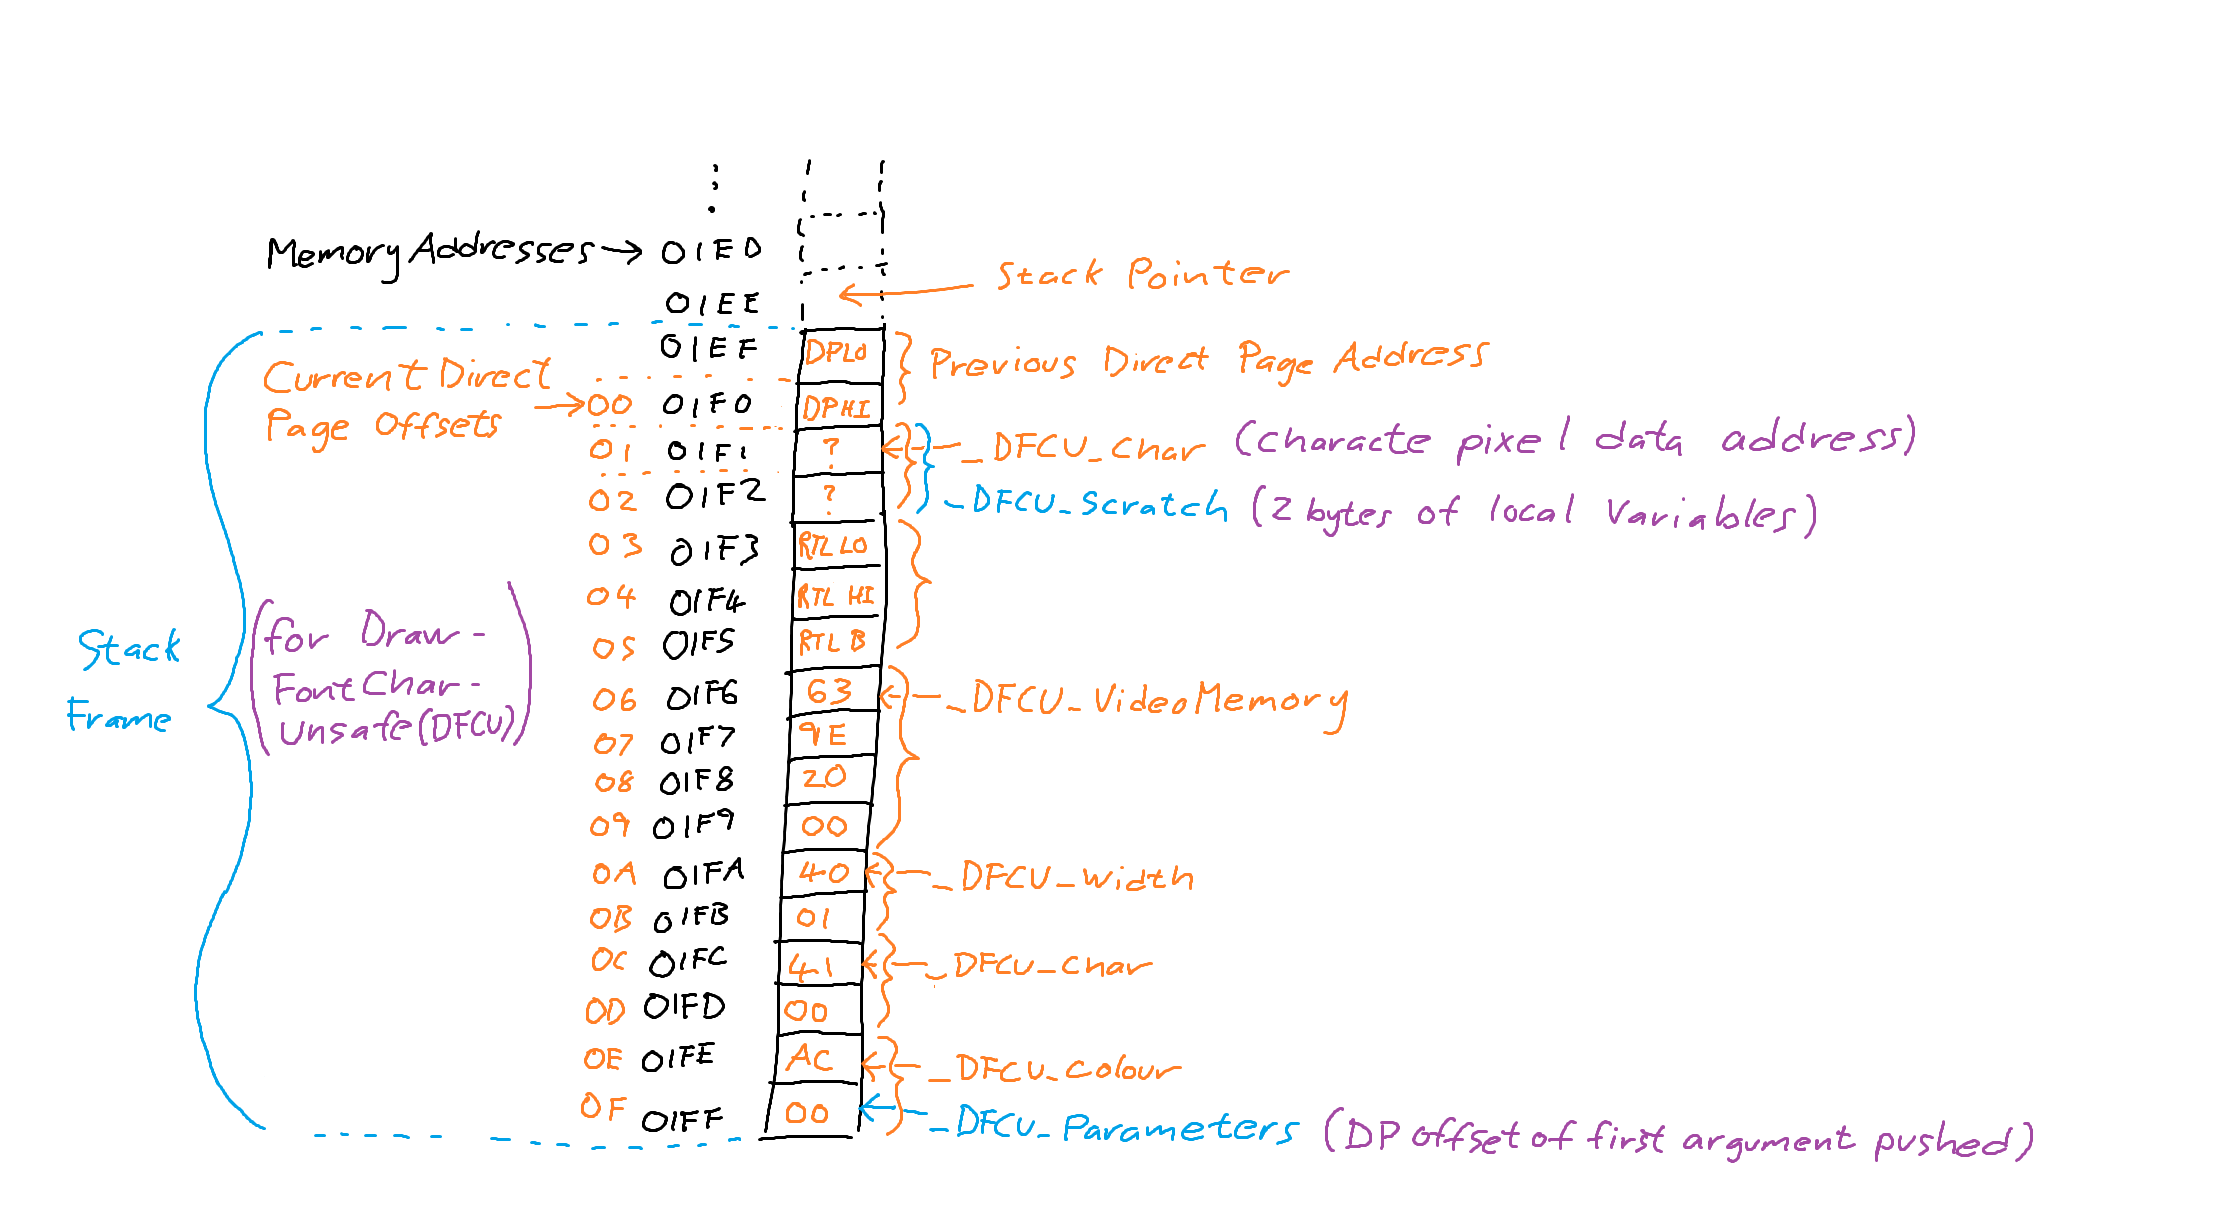 Memory Addresses → 01ED
Stack Pointer
01EE
01EF DPLO
Previous Direct Page Address
Current Direct
Page Offsets
00 01F0 DPHI
01 01F1 ? _DFCU_Char (characte pixel data address)
02 01F2 ? _DFCU_Scratch (2 bytes of local variables)
03 01F3 RTL LO
04 01F4 RTL HI
05 01F5 RTL B
Stack
Frame
(for Draw-
FontChar-
Unsafe(DFCU))
06 01F6 63 _DFCU_VideoMemory
07 01F7 9E
08 01F8 20
09 01F9 00
0A 01FA 40 _DFCU_Width
0B 01FB 01
0C 01FC 41 _DFCU_Char
0D 01FD 00
0E 01FE AC _DFCU_Colour
0F 01FF 00 _DFCU_Parameters (DP offset of first argument pushed)